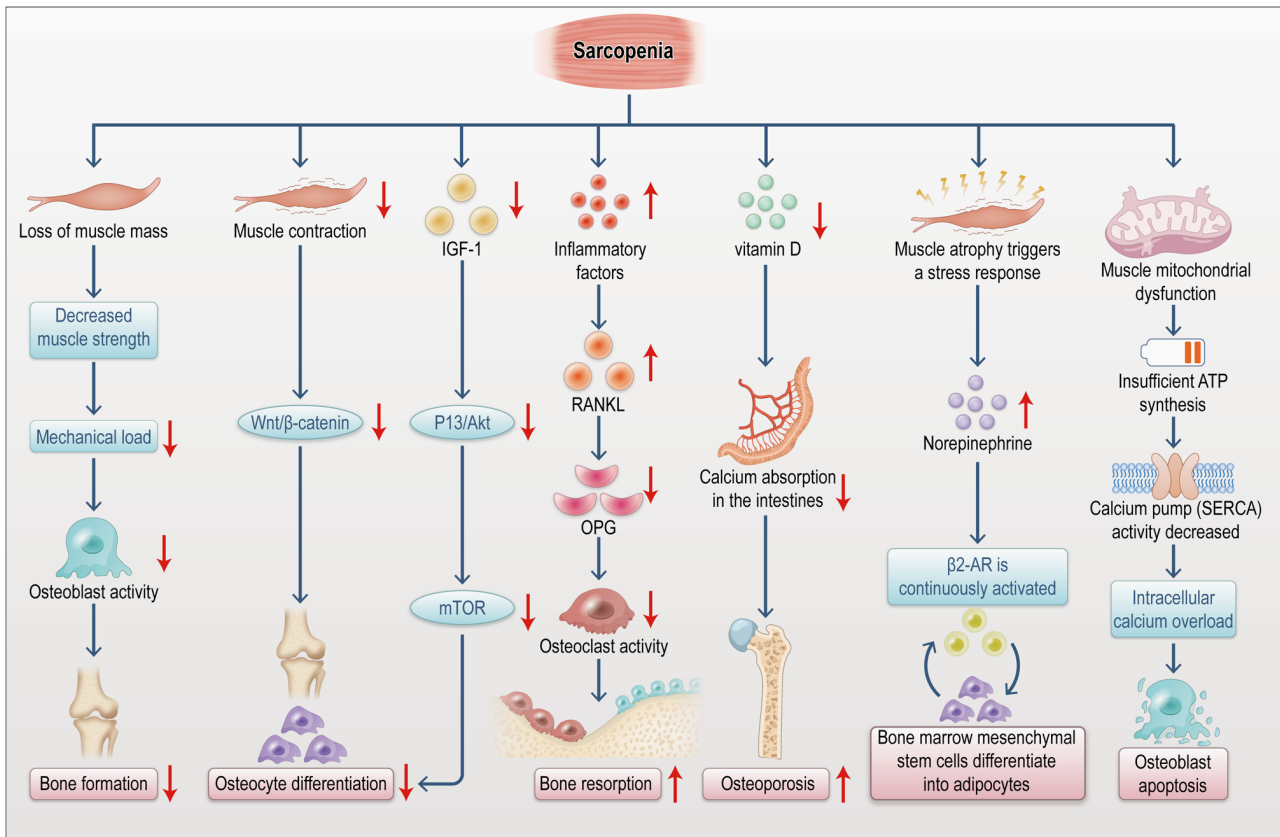 Sarcopenia
Loss of muscle mass
Decreased
muscle strength
Mechanical load
Osteoblast activity
Bone formation
Muscle contraction
Wnt/β-catenin
Osteocyte differentiation
IGF-1
P13/Akt
mTOR
Inflammatory
factors
RANKL
OPG
Osteoclast activity
Bone resorption
vitamin D
Calcium absorption
in the intestines
Osteoporosis
Muscle atrophy triggers
a stress response
Norepinephrine
β2-AR is
continuously activated
Bone marrow mesenchymal
stem cells differentiate
into adipocytes
Muscle mitochondrial
dysfunction
Insufficient ATP
synthesis
Calcium pump (SERCA)
activity decreased
Intracellular
calcium overload
Osteoblast
apoptosis